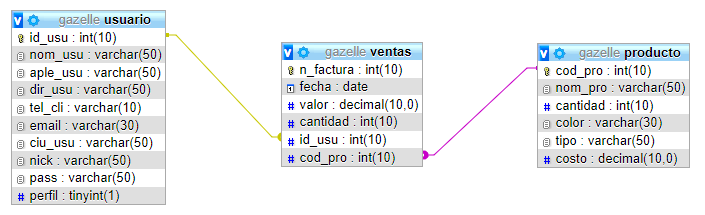 gazelle usuario
id_usu : int(10)
nom_usu : varchar(50)
aple_usu : varchar(50)
dir_usu : varchar(50)
tel_cli : varchar(10)
email : varchar(30)
ciu_usu : varchar(50)
nick : varchar(50)
pass : varchar(50)
# perfil : tinyint(1)
gazelle ventas
n_factura : int(10)
fecha : date
# valor : decimal(10,0)
# cantidad : int(10)
# id_usu : int(10)
# cod_pro : int(10)
gazelle producto
cod_pro : int(10)
nom_pro : varchar(50)
# cantidad : int(10)
color : varchar(30)
tipo : varchar(50)
# costo : decimal(10,0)